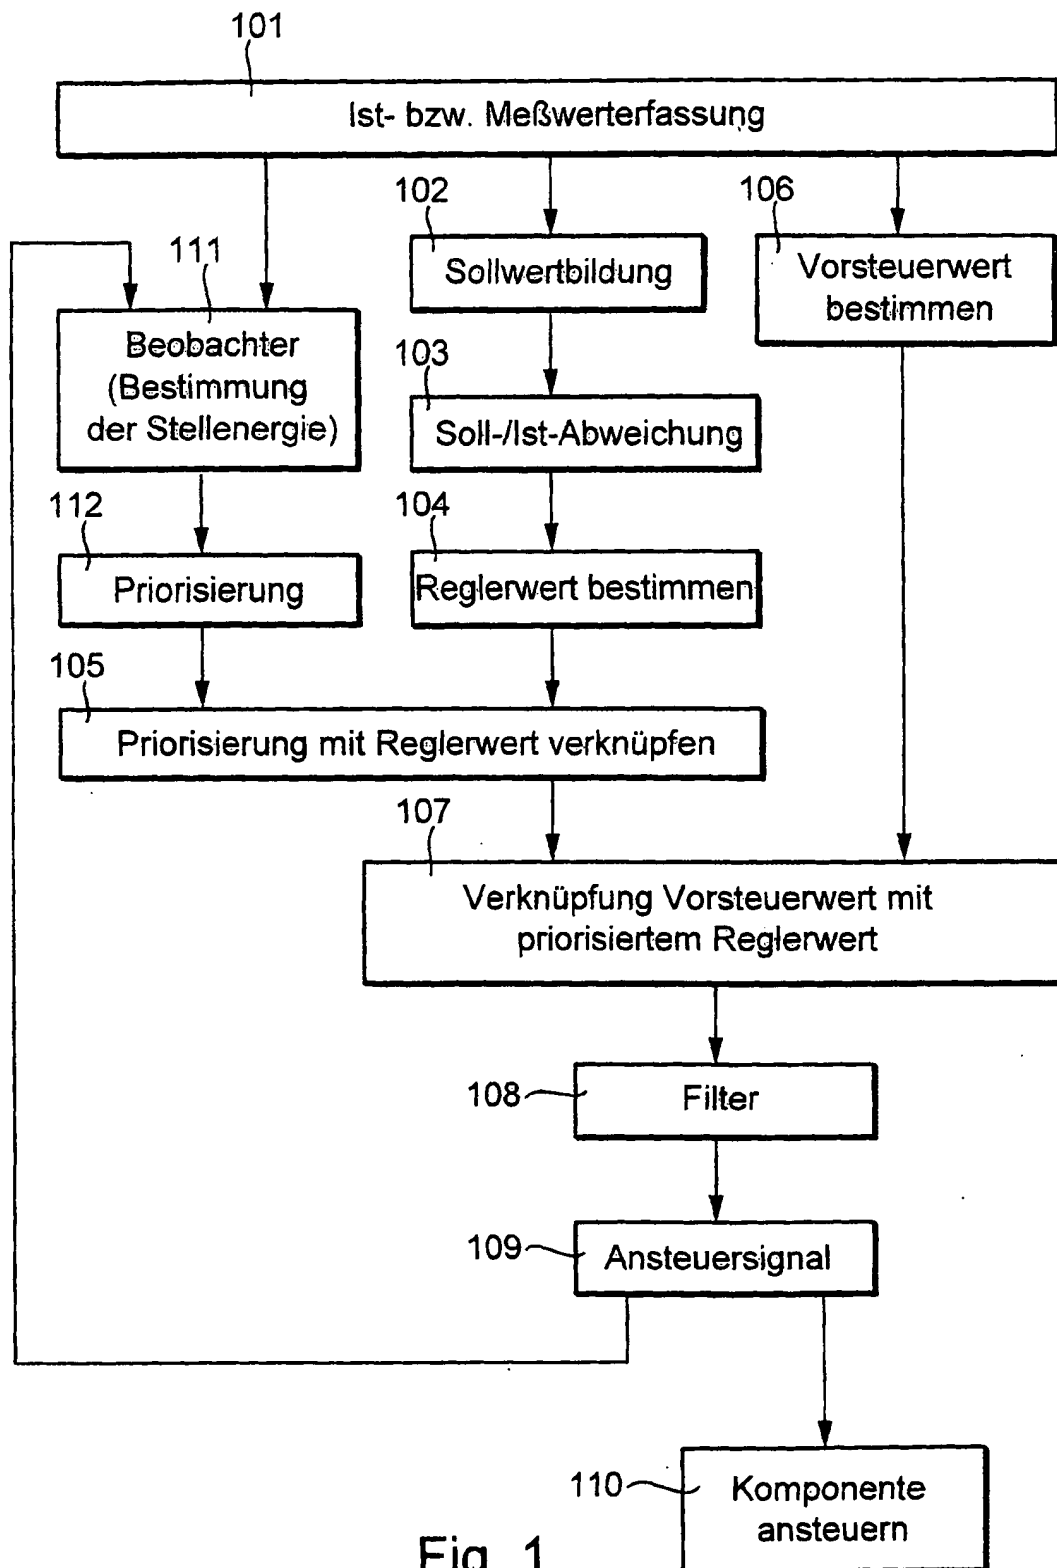 101
Ist- bzw. Meßwerterfassung
102
106
111
Sollwertbildung
Vorsteuerwert
bestimmen
Beobachter
(Bestimmung
der Stellenergie)
103
Soll-/Ist-Abweichung
112
104
Priorisierung
Reglerwert bestimmen
105
Priorisierung mit Reglerwert verknüpfen
107
Verknüpfung Vorsteuerwert mit
priorisiertem Reglerwert
108
Filter
109
Ansteuersignal
110
Komponente
ansteuern
Fig. 1